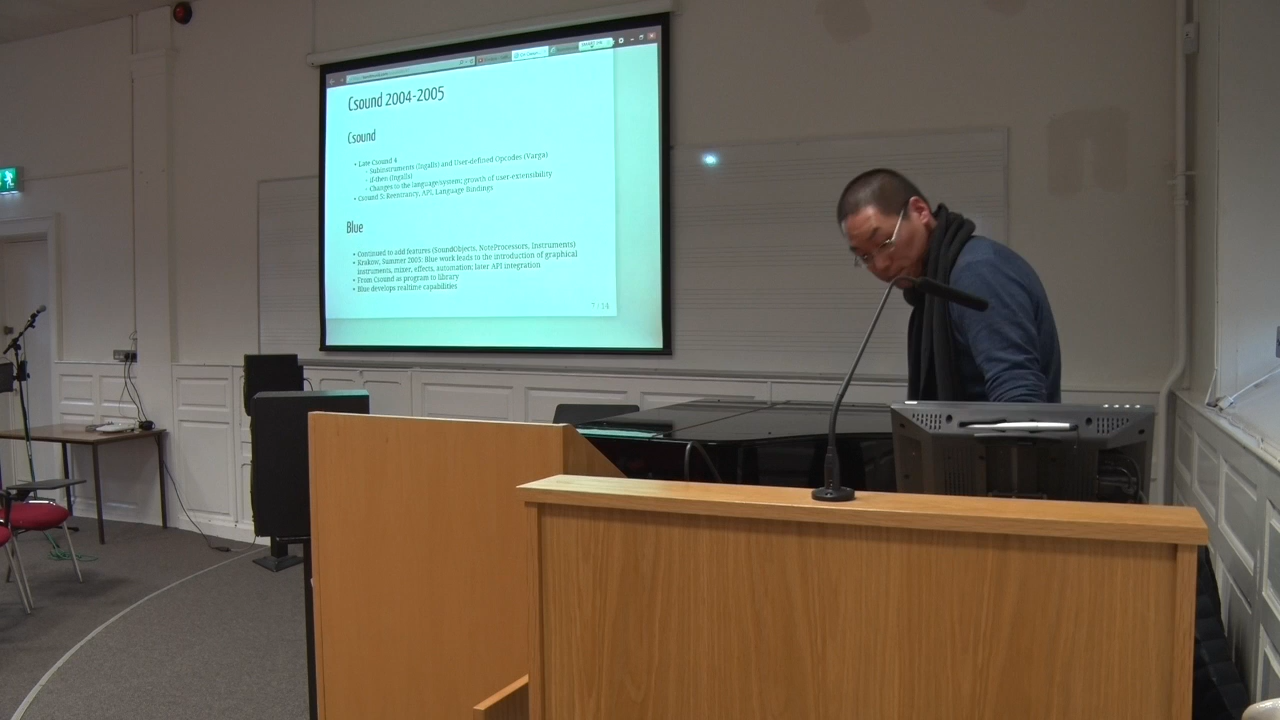 Csound 2004-2005
Csound
• Late Csound 4
- Subinstruments (Ingalls) and User-defined Opcodes (Varga)
- if-then (Ingalls)
- Changes to the language/system; growth of user-extensibility
• Csound 5: Reentrancy, API, Language Bindings
Blue
• Continued to add features (SoundObjects, NoteProcessors, Instruments)
• Krakow, Summer 2005: Blue work leads to the introduction of graphical
instruments, mixer, effects, automation; later API integration
• From Csound as program to library
• Blue develops realtime capabilities